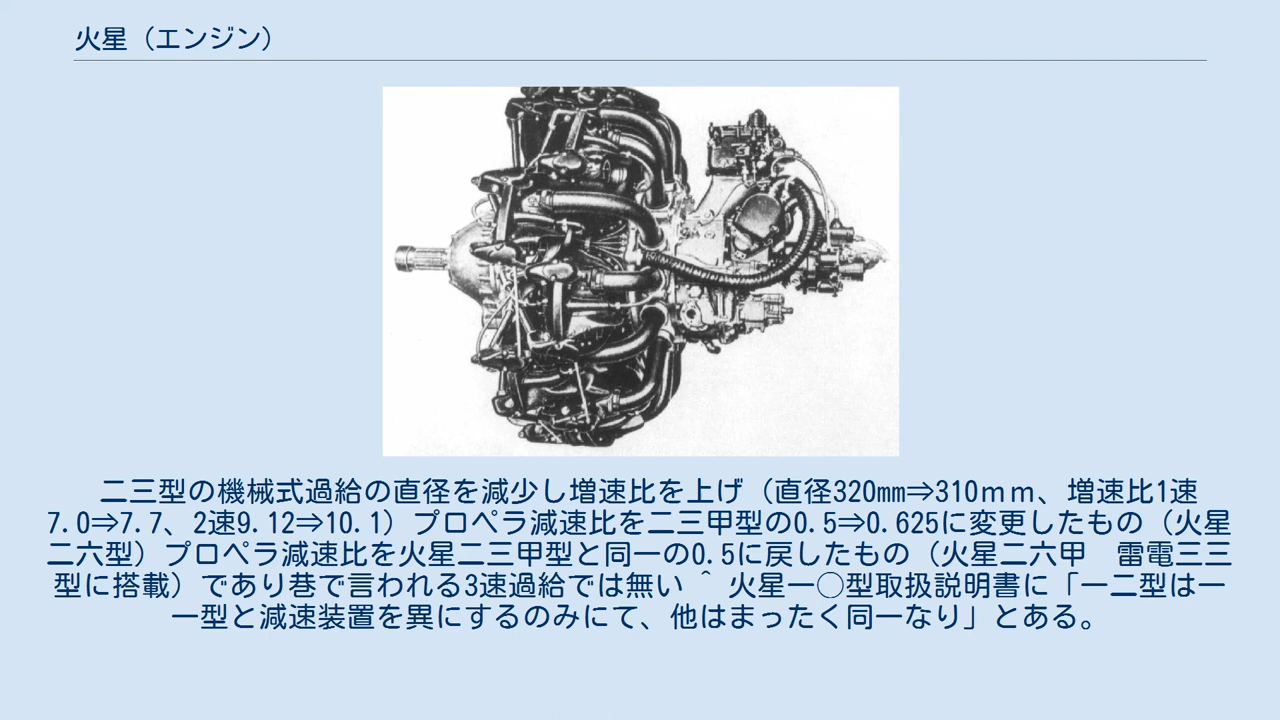 火星（エンジン）
二三型の機械式過給の直径を減少し増速比を上げ（直径320㎜⇒310ｍｍ、増速比1速
7.0⇒7.7、2速9.12⇒10.1）プロペラ減速比を二三甲型の0.5⇒0.625に変更したもの（火星
二六型）プロペラ減速比を火星二三甲型と同一の0.5に戻したもの（火星二六甲　雷電三三
型に搭載）であり巷で言われる3速過給では無い ^ 火星一〇型取扱説明書に「一二型は一
一型と減速装置を異にするのみにて、他はまったく同一なり」とある。